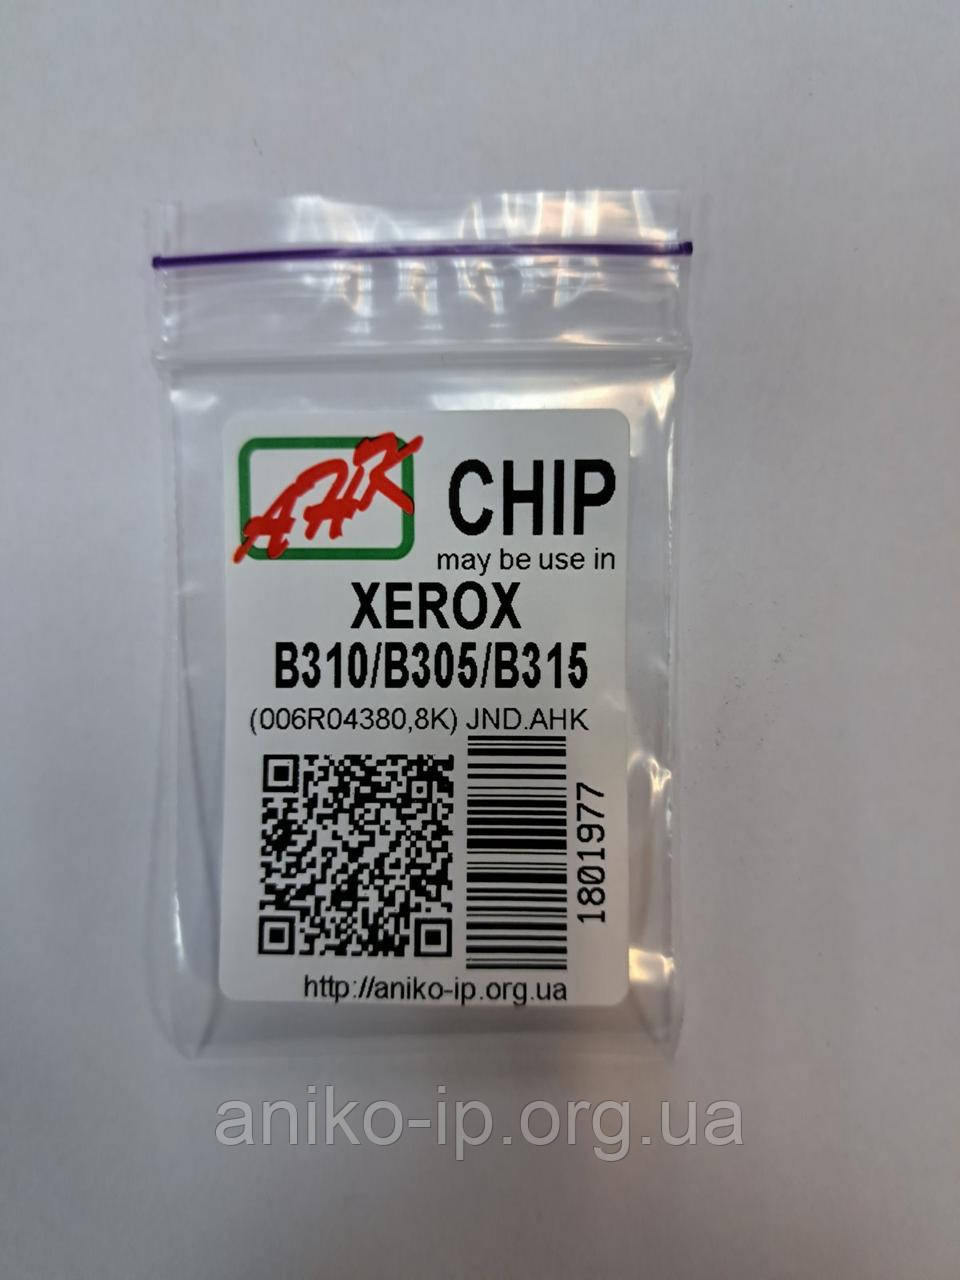 AHK
CHIP
may be use in
XEROX
B310/B305/B315
(006R04380,8K) JND.AHK
1801977
http://aniko-ip.org.ua
aniko-ip.org.ua